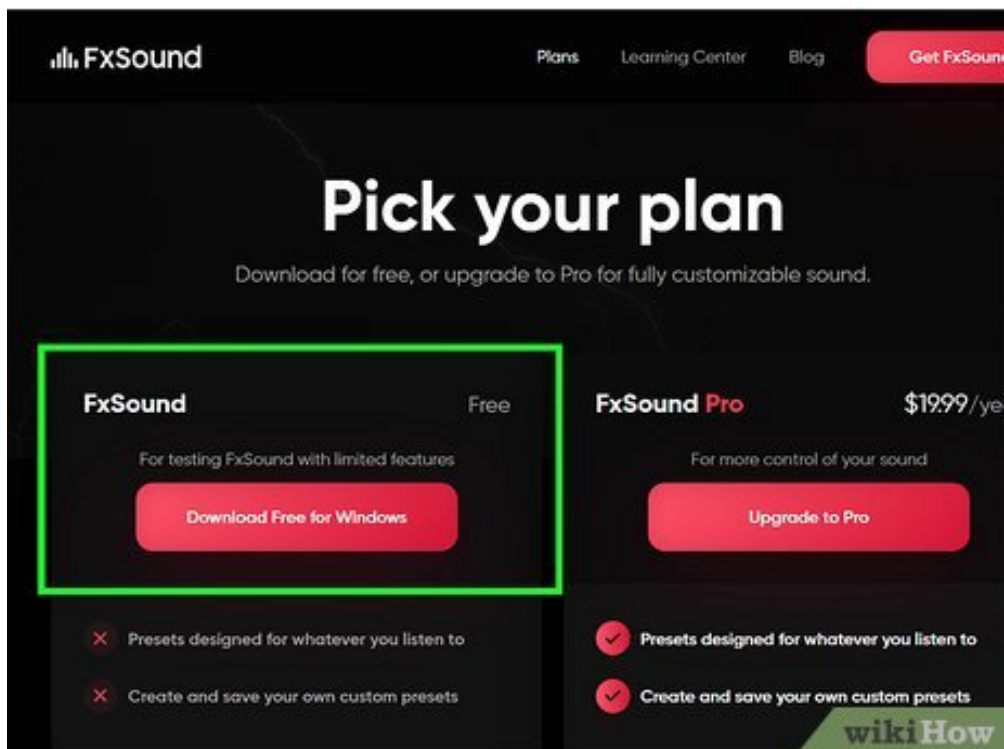 FxSound
Plans
Learning Center
Blog
Get FxSound
Pick your plan
Download for free, or upgrade to Pro for fully customizable sound.
FxSound
Free
For testing FxSound with limited features
Download Free for Windows
FxSound Pro
$19.99/ye
For more control of your sound
Upgrade to Pro
Presets designed for whatever you listen to
Create and save your own custom presets
Presets designed for whatever you listen to
Create and save your own custom presets
wikiHow